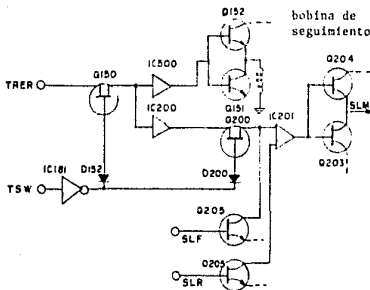 Q152
bobina de
seguimiento
Q204
Q150
IC500
TRER
Q151
SLM
IC200
Q200
IC201
IC181
D152
D200
Q203
TSW
Q205
SLF
Q205
SLR